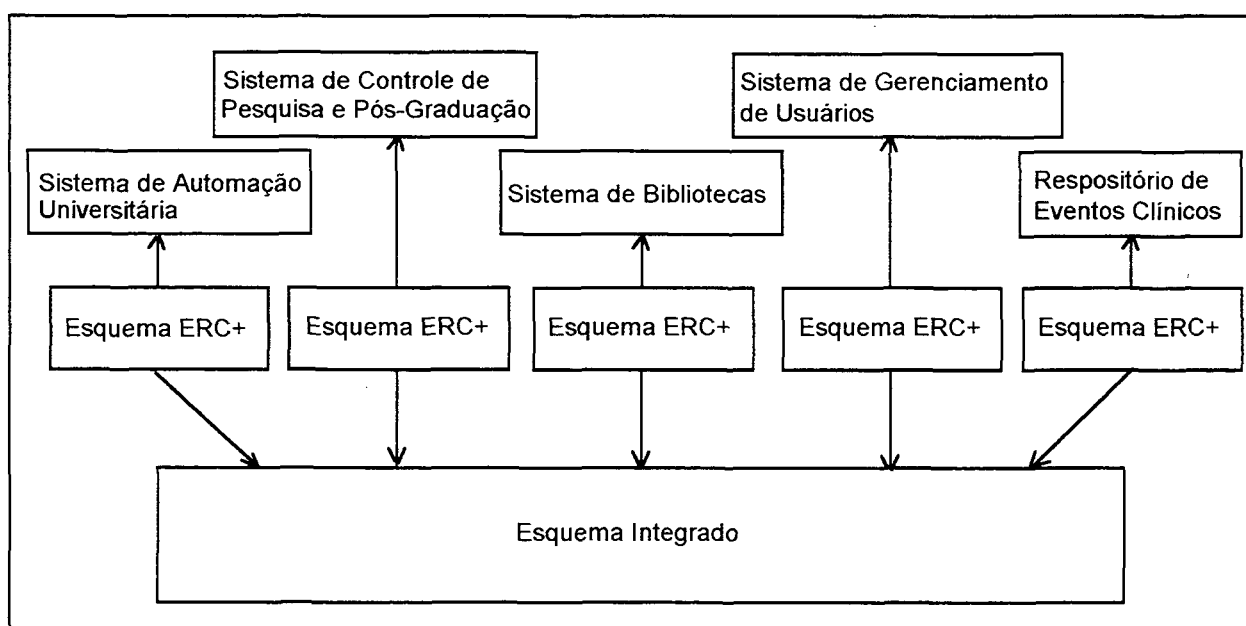 Sistema de Controle de
Pesquisa e Pós-Graduação
Sistema de Gerenciamento
de Usuários
Sistema de Automação
Universitária
Sistema de Bibliotecas
Respositório de
Eventos Clínicos
Esquema ERC+
Esquema ERC+
Esquema ERC+
Esquema ERC+
Esquema ERC+
Esquema Integrado